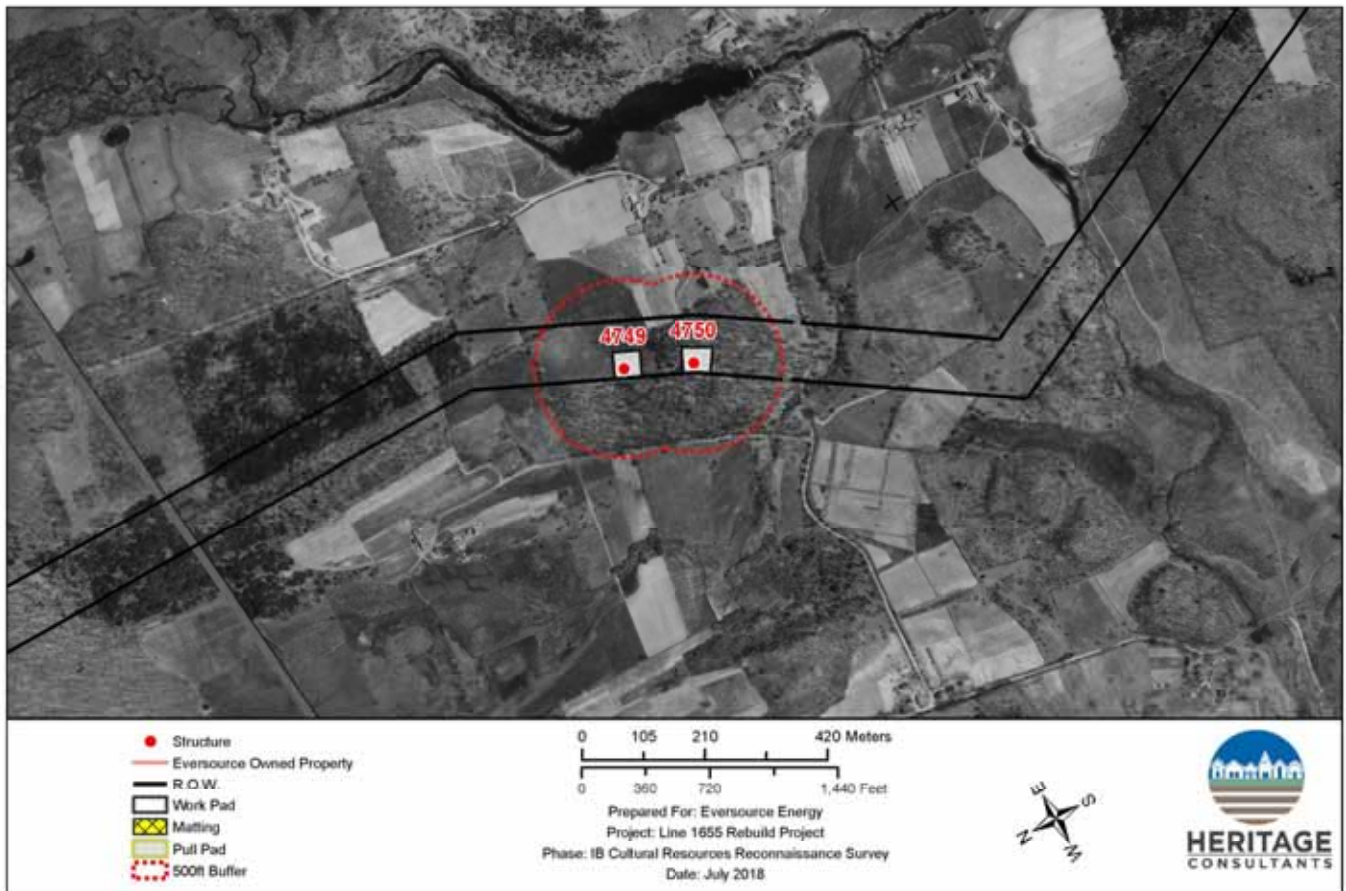 4749
4750
Structure
Eversource Owned Property
R.O.W.
Work Pad
Matting
Pull Pad
500ft Buffer
0 105 210 420 Meters
0 360 720 1,440 Feet
Prepared For: Eversource Energy
Project: Line 1655 Rebuild Project
Phase: IB Cultural Resources Reconnaissance Survey
Date: July 2018
E
S
N
W
HERITAGE
CONSULTANTS